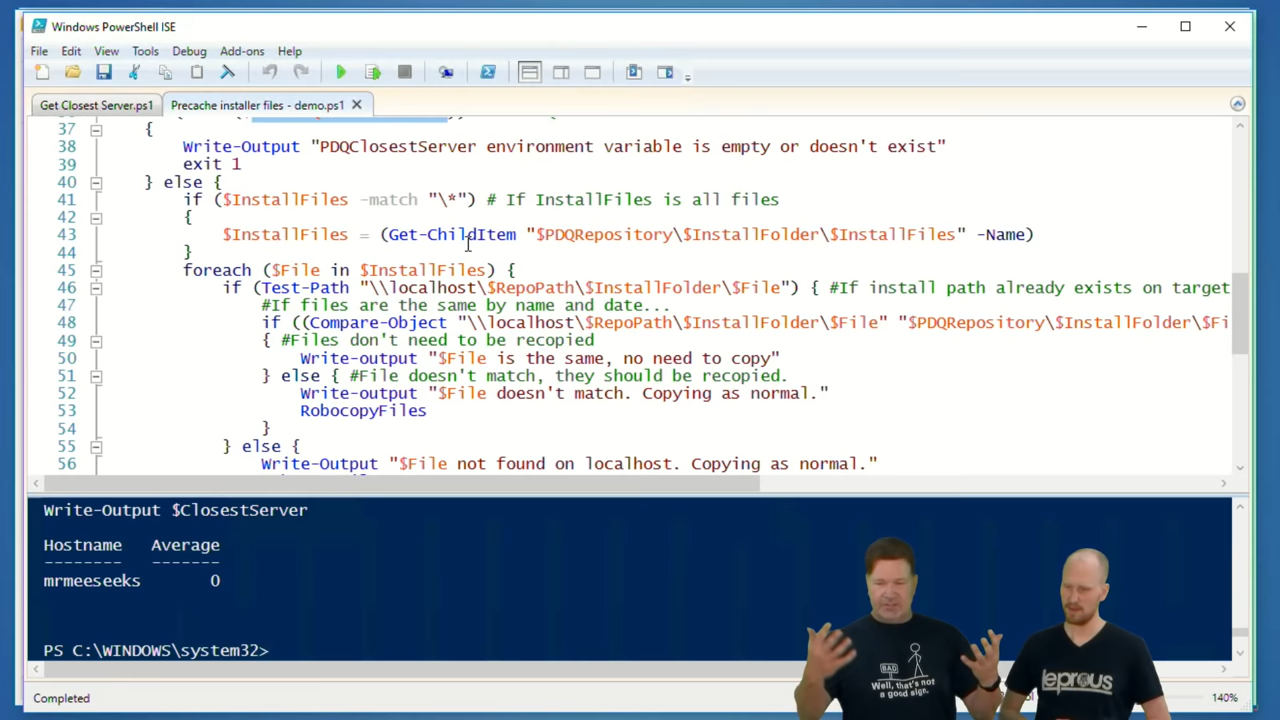 Windows PowerShell ISE
File Edit View Tools Debug Add-ons Help
Get Closest Server.ps1 Precache installer files - demo.ps1
37 {
38 Write-Output "PDQClosestServer environment variable is empty or doesn't exist"
39 exit 1
40 } else {
41 if ($InstallFiles -match "\*") # If InstallFiles is all files
42 {
43 $InstallFiles = (Get-ChildItem "$PDQRepository\$InstallFolder\$InstallFiles" -Name)
44 }
45 foreach ($File in $InstallFiles) {
46 if (Test-Path "\\localhost\$RepoPath\$InstallFolder\$File") { #If install path already exists on target
47 #If files are the same by name and date...
48 if ((Compare-Object "\\localhost\$RepoPath\$InstallFolder\$File" "$PDQRepository\$InstallFolder\$Fi
49 { #Files don't need to be recopied
50 Write-output "$File is the same, no need to copy"
51 } else { #File doesn't match, they should be recopied.
52 Write-output "$File doesn't match. Copying as normal."
53 RobocopyFiles
54 }
55 } else {
56 Write-Output "$File not found on localhost. Copying as normal."
Write-Output $ClosestServer
Hostname Average
-------- -------
mrmeeseeks 0
PS C:\WINDOWS\system32>
BAD
Well, that's not
a good sign.
leprous
Completed
140%